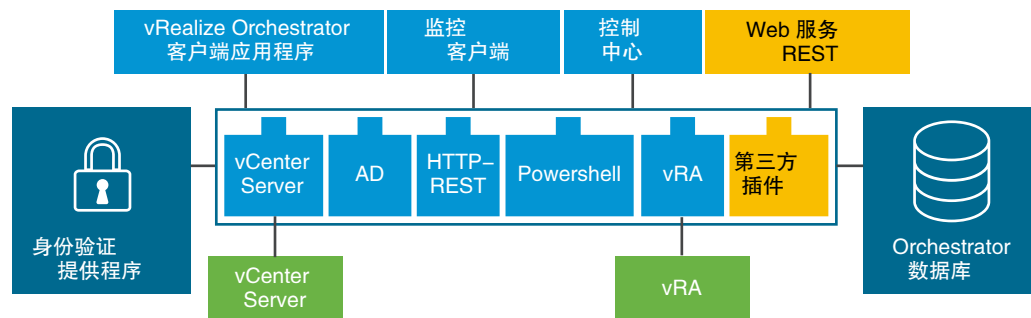 vRealize Orchestrator
客户端应用程序
监控
客户端
控制
中心
Web 服务
REST
身份验证
提供程序
vCenter
Server
AD
HTTP–
REST
Powershell
vRA
第三方
插件
Orchestrator
数据库
vCenter
Server
vRA